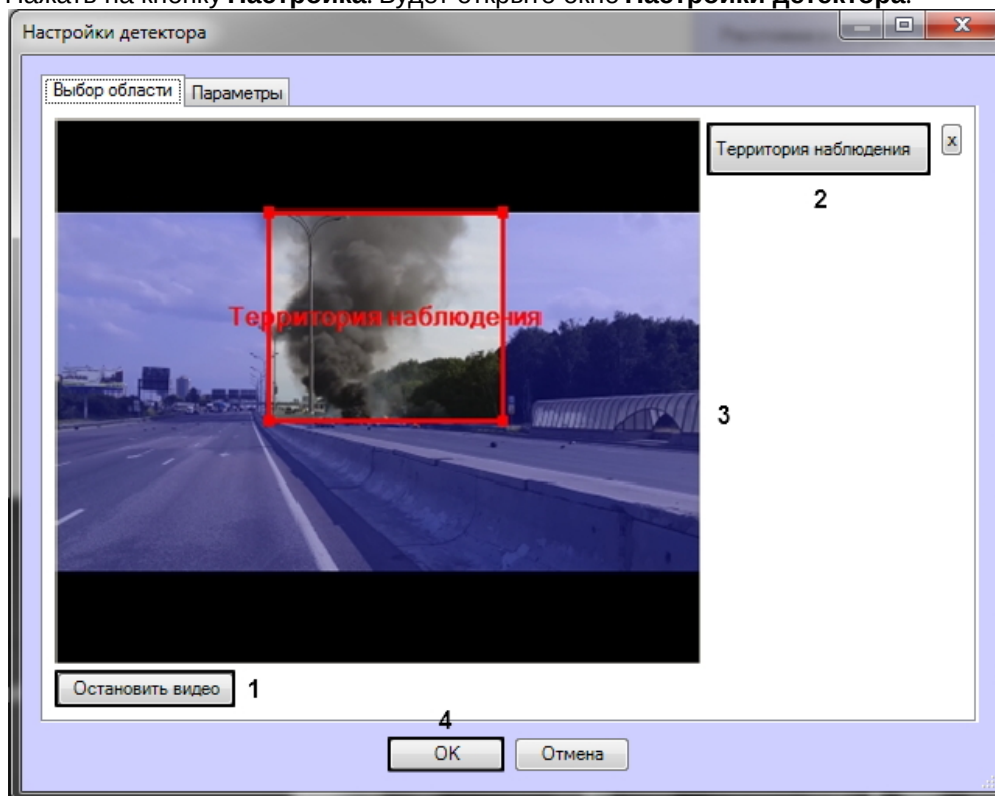 Нажать на кнопку Настройка. Будет открыто окно Настройки детектора.
Настройки детектора
Выбор области Параметры
Территория наблюдения x
2
Территория наблюдения
3
Остановить видео 1
4
OK Отмена